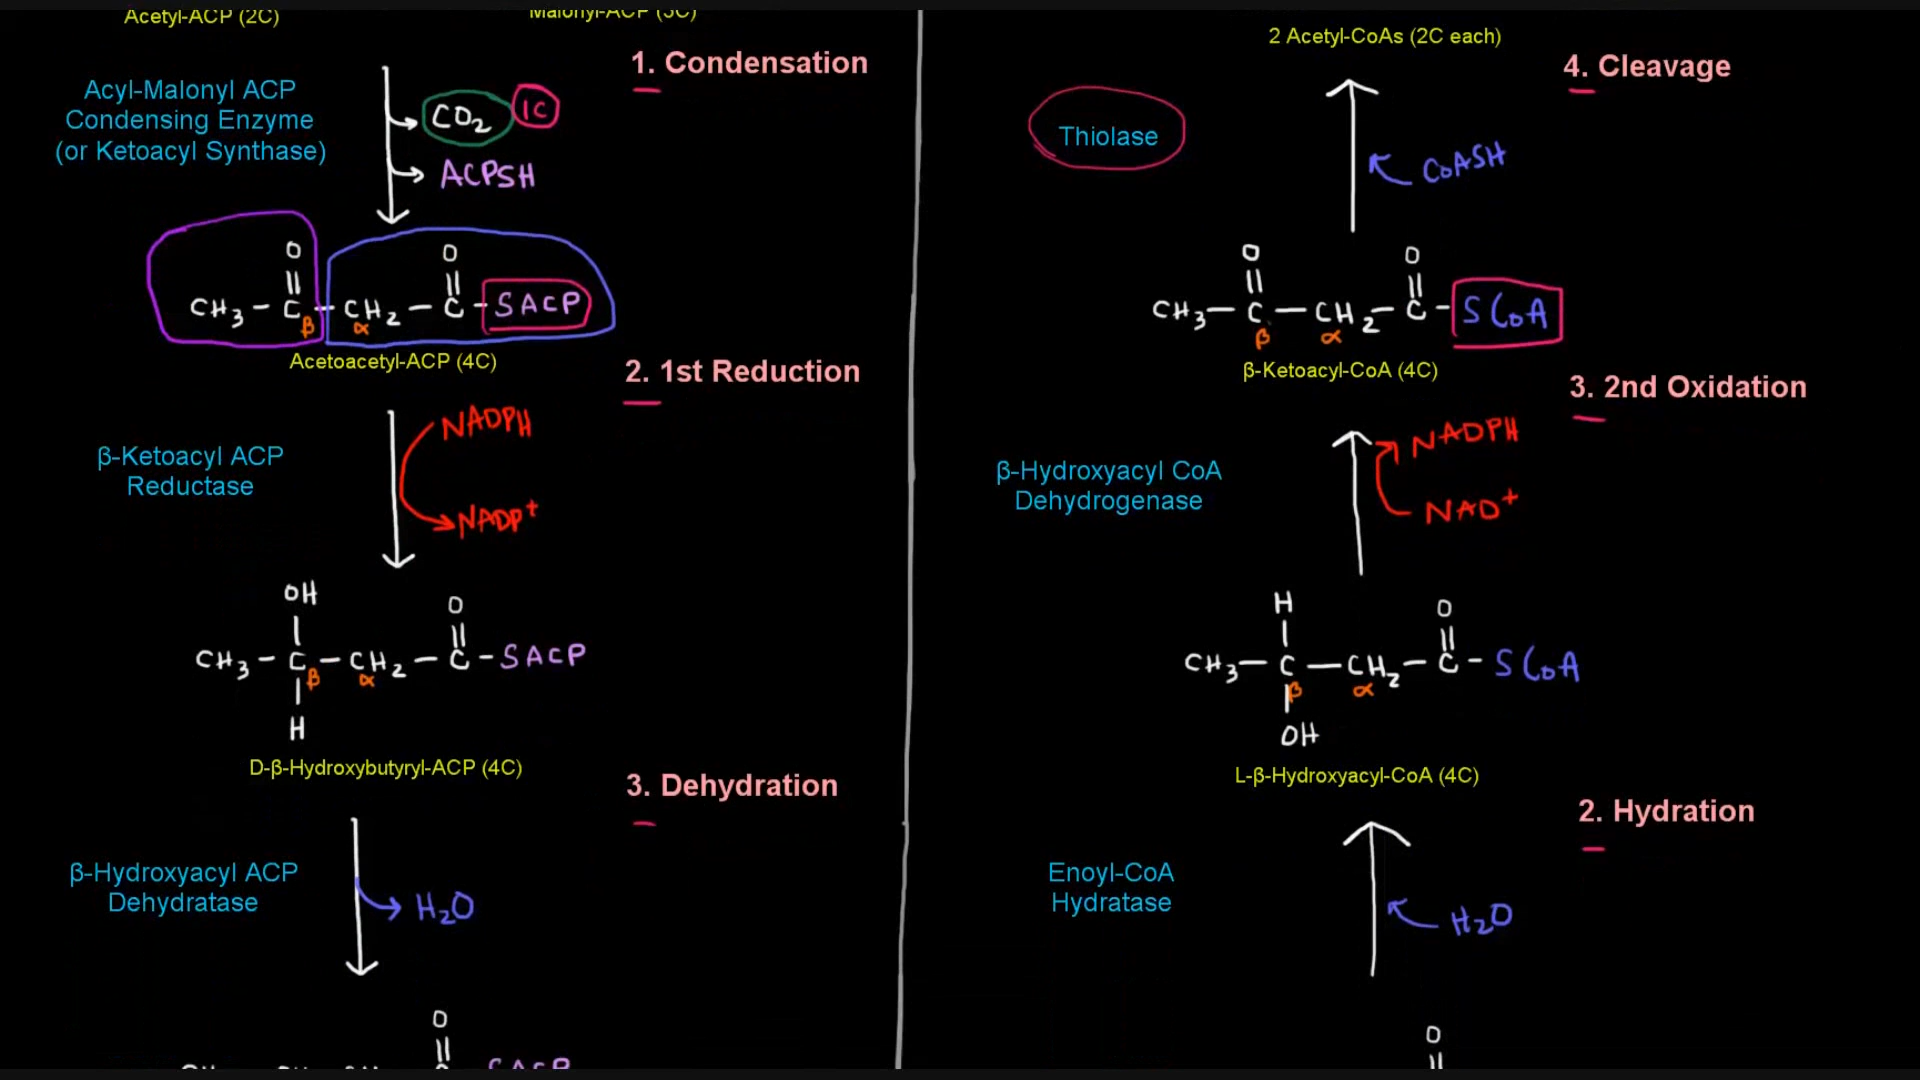 Acetyl-ACP (2C)
Malonyl-ACP (3C)
1. Condensation
Acyl-Malonyl ACP
Condensing Enzyme
(or Ketoacyl Synthase)
CO2
1C
ACPSH
O O
CH3 - C - CH2 - C - SACP
β α
Acetoacetyl-ACP (4C)
2. 1st Reduction
β-Ketoacyl ACP
Reductase
NADPH
NADP+
OH O
CH3 - C - CH2 - C - SACP
β α
H
D-β-Hydroxybutyryl-ACP (4C)
3. Dehydration
β-Hydroxyacyl ACP
Dehydratase
H2O
O
SACP
2 Acetyl-CoAs (2C each)
4. Cleavage
Thiolase
CoASH
O O
CH3 - C - CH2 - C - SCoA
β α
β-Ketoacyl-CoA (4C)
3. 2nd Oxidation
β-Hydroxyacyl CoA
Dehydrogenase
NADPH
NAD+
H O
CH3 - C - CH2 - C - SCoA
β α
OH
L-β-Hydroxyacyl-CoA (4C)
2. Hydration
Enoyl-CoA
Hydratase
H2O
O